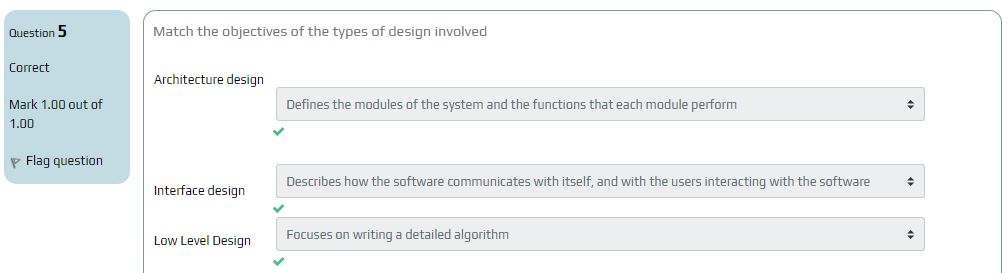 Question 5
Correct
Mark 1.00 out of
1.00
Flag question
Match the objectives of the types of design involved
Architecture design
Defines the modules of the system and the functions that each module perform
Interface design
Describes how the software communicates with itself, and with the users interacting with the software
Low Level Design
Focuses on writing a detailed algorithm